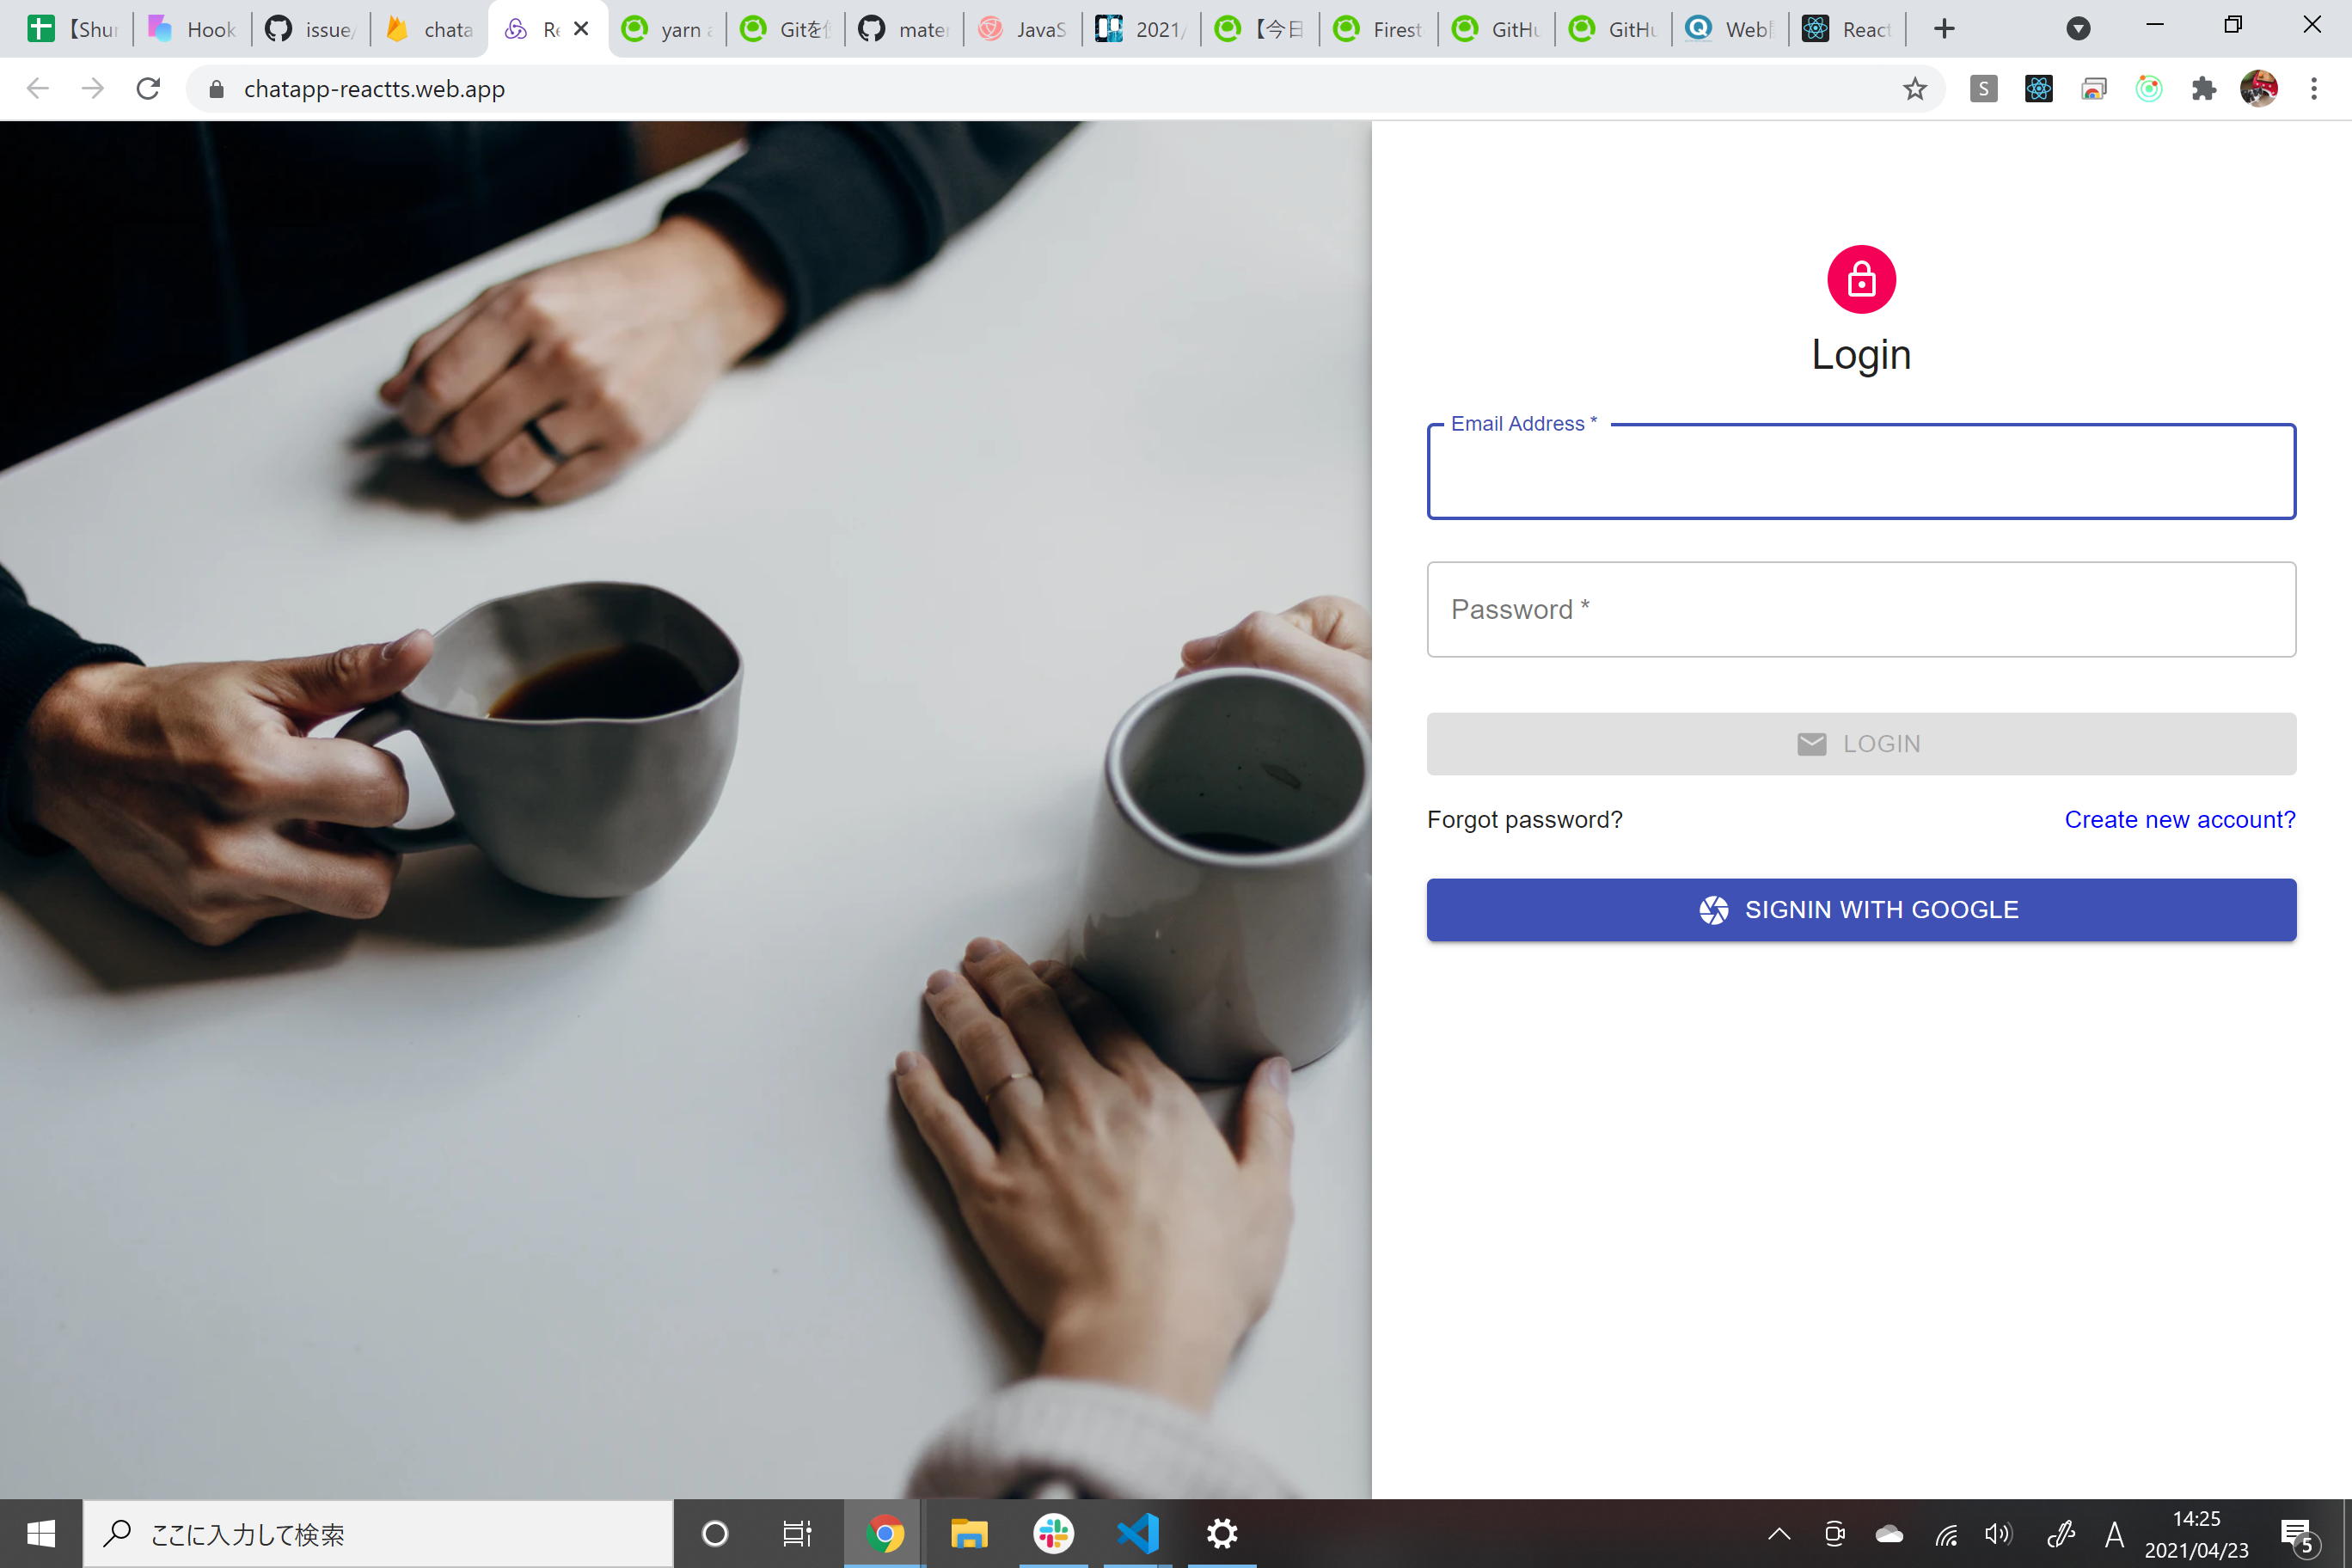 【Shur
Hook
issue/
chata
Re
yarn a
Gitを
mater
JavaS
2021/
【今日
Firest
GitHu
GitHu
Web
React
chatapp-reactts.web.app
S
Login
Email Address *
Password *
LOGIN
Forgot password?
Create new account?
SIGNIN WITH GOOGLE
ここに入力して検索
A
14:25
2021/04/23
5